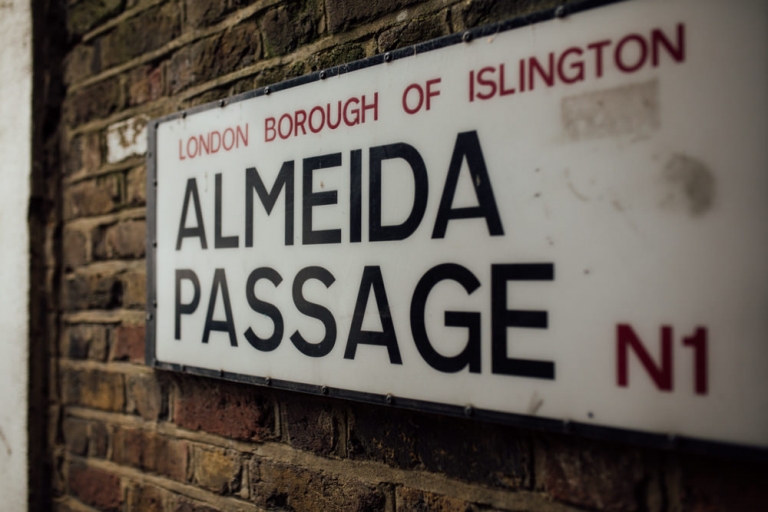 LONDON BOROUGH OF ISLINGTON
ALMEIDA
PASSAGE
N1